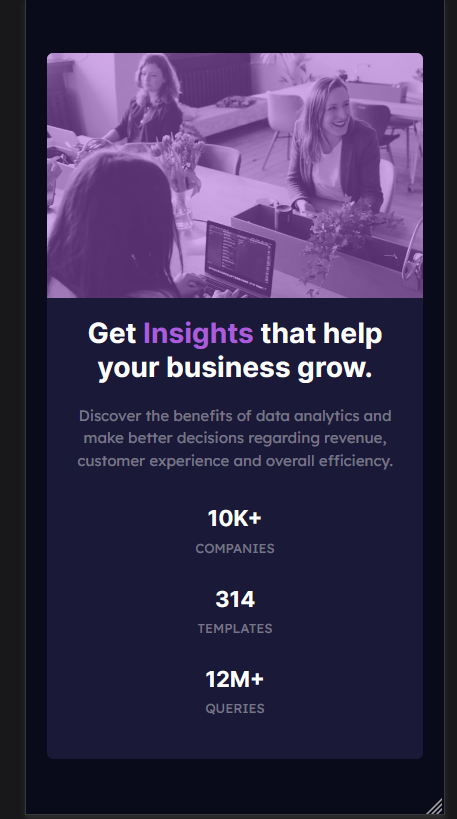 Get Insights that help
your business grow.
Discover the benefits of data analytics and
make better decisions regarding revenue,
customer experience and overall efficiency.
10K+
COMPANIES
314
TEMPLATES
12M+
QUERIES